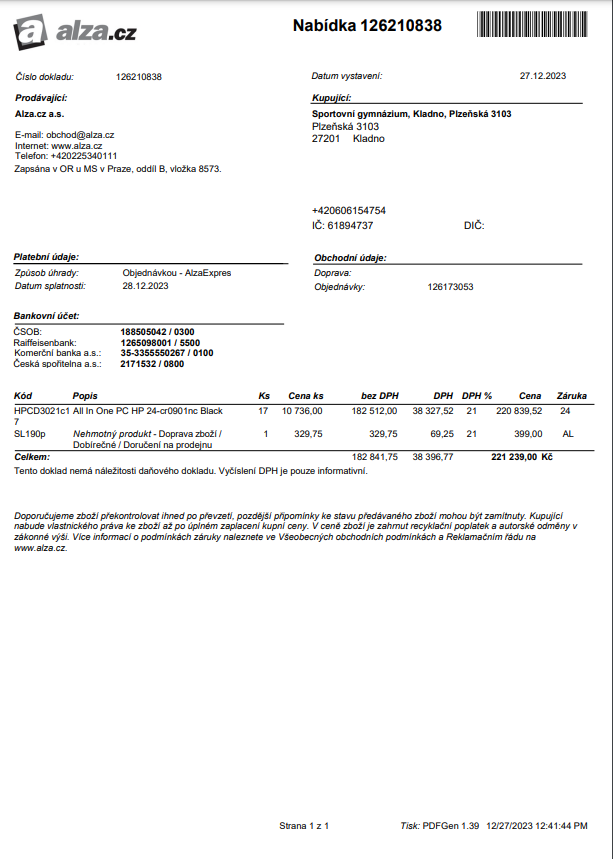 alza.cz
Nabídka 126210838
Číslo dokladu: 126210838
Datum vystavení: 27.12.2023
Prodávající:
Alza.cz a.s.
E-mail: obchod@alza.cz
Internet: www.alza.cz
Telefon: +420225340111
Zapsána v OR u MS v Praze, oddíl B, vložka 8573.
Kupující:
Sportovní gymnázium, Kladno, Plzeňská 3103
Plzeňská 3103
27201 Kladno
+420606154754
IČ: 61894737 DIČ:
Platební údaje:
Způsob úhrady: Objednávkou - AlzaExpres
Datum splatnosti: 28.12.2023
Obchodní údaje:
Doprava:
Objednávky: 126173053
Bankovní účet:
ČSOB: 188505042 / 0300
Raiffeisenbank: 1265098001 / 5500
Komerční banka a.s.: 35-3355550267 / 0100
Česká spořitelna a.s.: 2171532 / 0800
Kód Popis Ks Cena ks bez DPH DPH DPH % Cena Záruka
HPCD3021c1 All In One PC HP 24-cr0901nc Black 17 10 736,00 182 512,00 38 327,52 21 220 839,52 24
7
SL190p Nehmotný produkt - Doprava zboží / 1 329,75 329,75 69,25 21 399,00 AL
Dobírečné / Doručení na prodejnu
Celkem: 182 841,75 38 396,77 221 239,00 Kč
Tento doklad nemá náležitosti daňového dokladu. Vyčíslení DPH je pouze informativní.
Doporučujeme zboží překontrolovat ihned po převzetí, pozdější připomínky ke stavu předávaného zboží mohou být zamítnuty. Kupující
nabude vlastnického práva ke zboží až po úplném zaplacení kupní ceny. V ceně zboží je zahrnut recyklační poplatek a autorské odměny v
zákonné výši. Více informací o podmínkách záruky naleznete ve Všeobecných obchodních podmínkách a Reklamačním řádu na
www.alza.cz.
Strana 1 z 1
Tisk: PDFGen 1.39 12/27/2023 12:41:44 PM